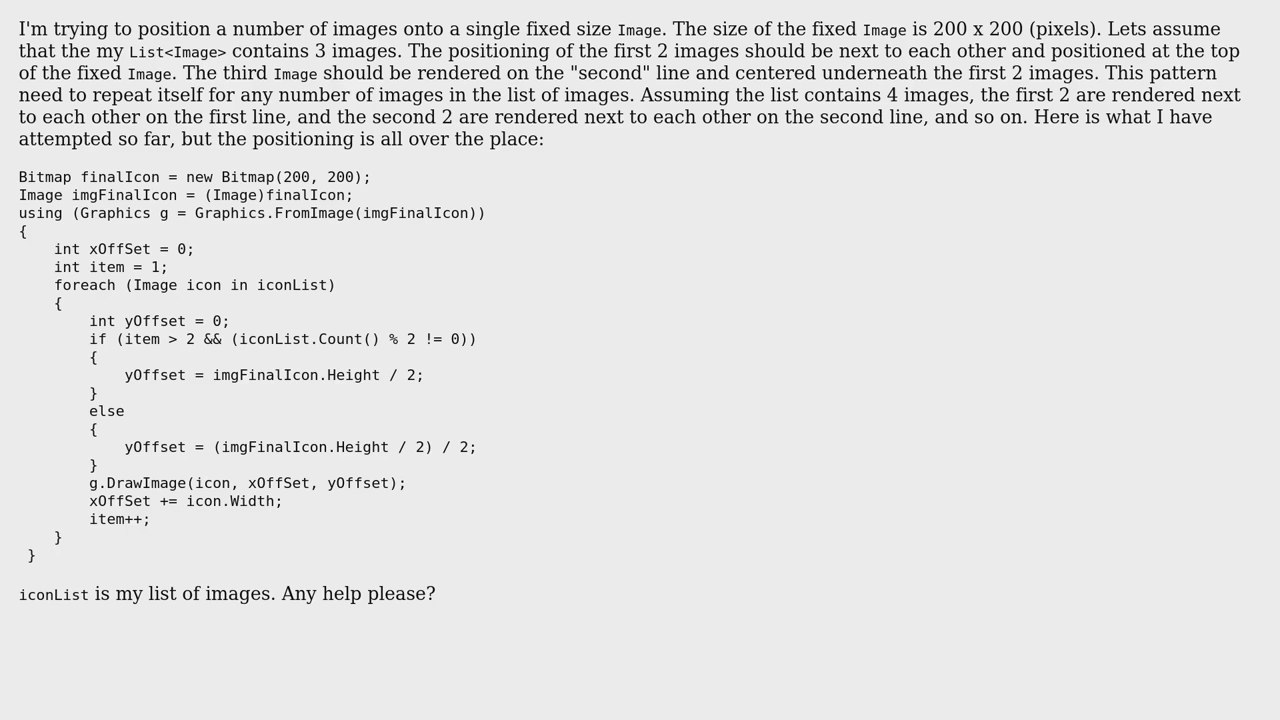 I'm trying to position a number of images onto a single fixed size Image. The size of the fixed Image is 200 x 200 (pixels). Lets assume
that the my List<Image> contains 3 images. The positioning of the first 2 images should be next to each other and positioned at the top
of the fixed Image. The third Image should be rendered on the "second" line and centered underneath the first 2 images. This pattern
need to repeat itself for any number of images in the list of images. Assuming the list contains 4 images, the first 2 are rendered next
to each other on the first line, and the second 2 are rendered next to each other on the second line, and so on. Here is what I have
attempted so far, but the positioning is all over the place:
Bitmap finalIcon = new Bitmap(200, 200);
Image imgFinalIcon = (Image)finalIcon;
using (Graphics g = Graphics.FromImage(imgFinalIcon))
{
    int xOffSet = 0;
    int item = 1;
    foreach (Image icon in iconList)
    {
        int yOffset = 0;
        if (item > 2 && (iconList.Count() % 2 != 0))
        {
            yOffset = imgFinalIcon.Height / 2;
        }
        else
        {
            yOffset = (imgFinalIcon.Height / 2) / 2;
        }
        g.DrawImage(icon, xOffSet, yOffset);
        xOffSet += icon.Width;
        item++;
    }
 }
iconList is my list of images. Any help please?